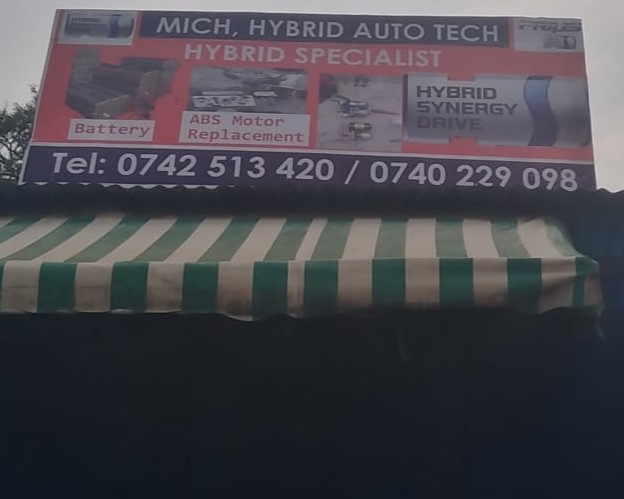 MICH, HYBRID AUTO TECH
PRIUS
HYBRID SPECIALIST
HYBRID
SYNERGY
DRIVE
Battery
ABS Motor
Replacement
Tel: 0742 513 420 / 0740 229 098